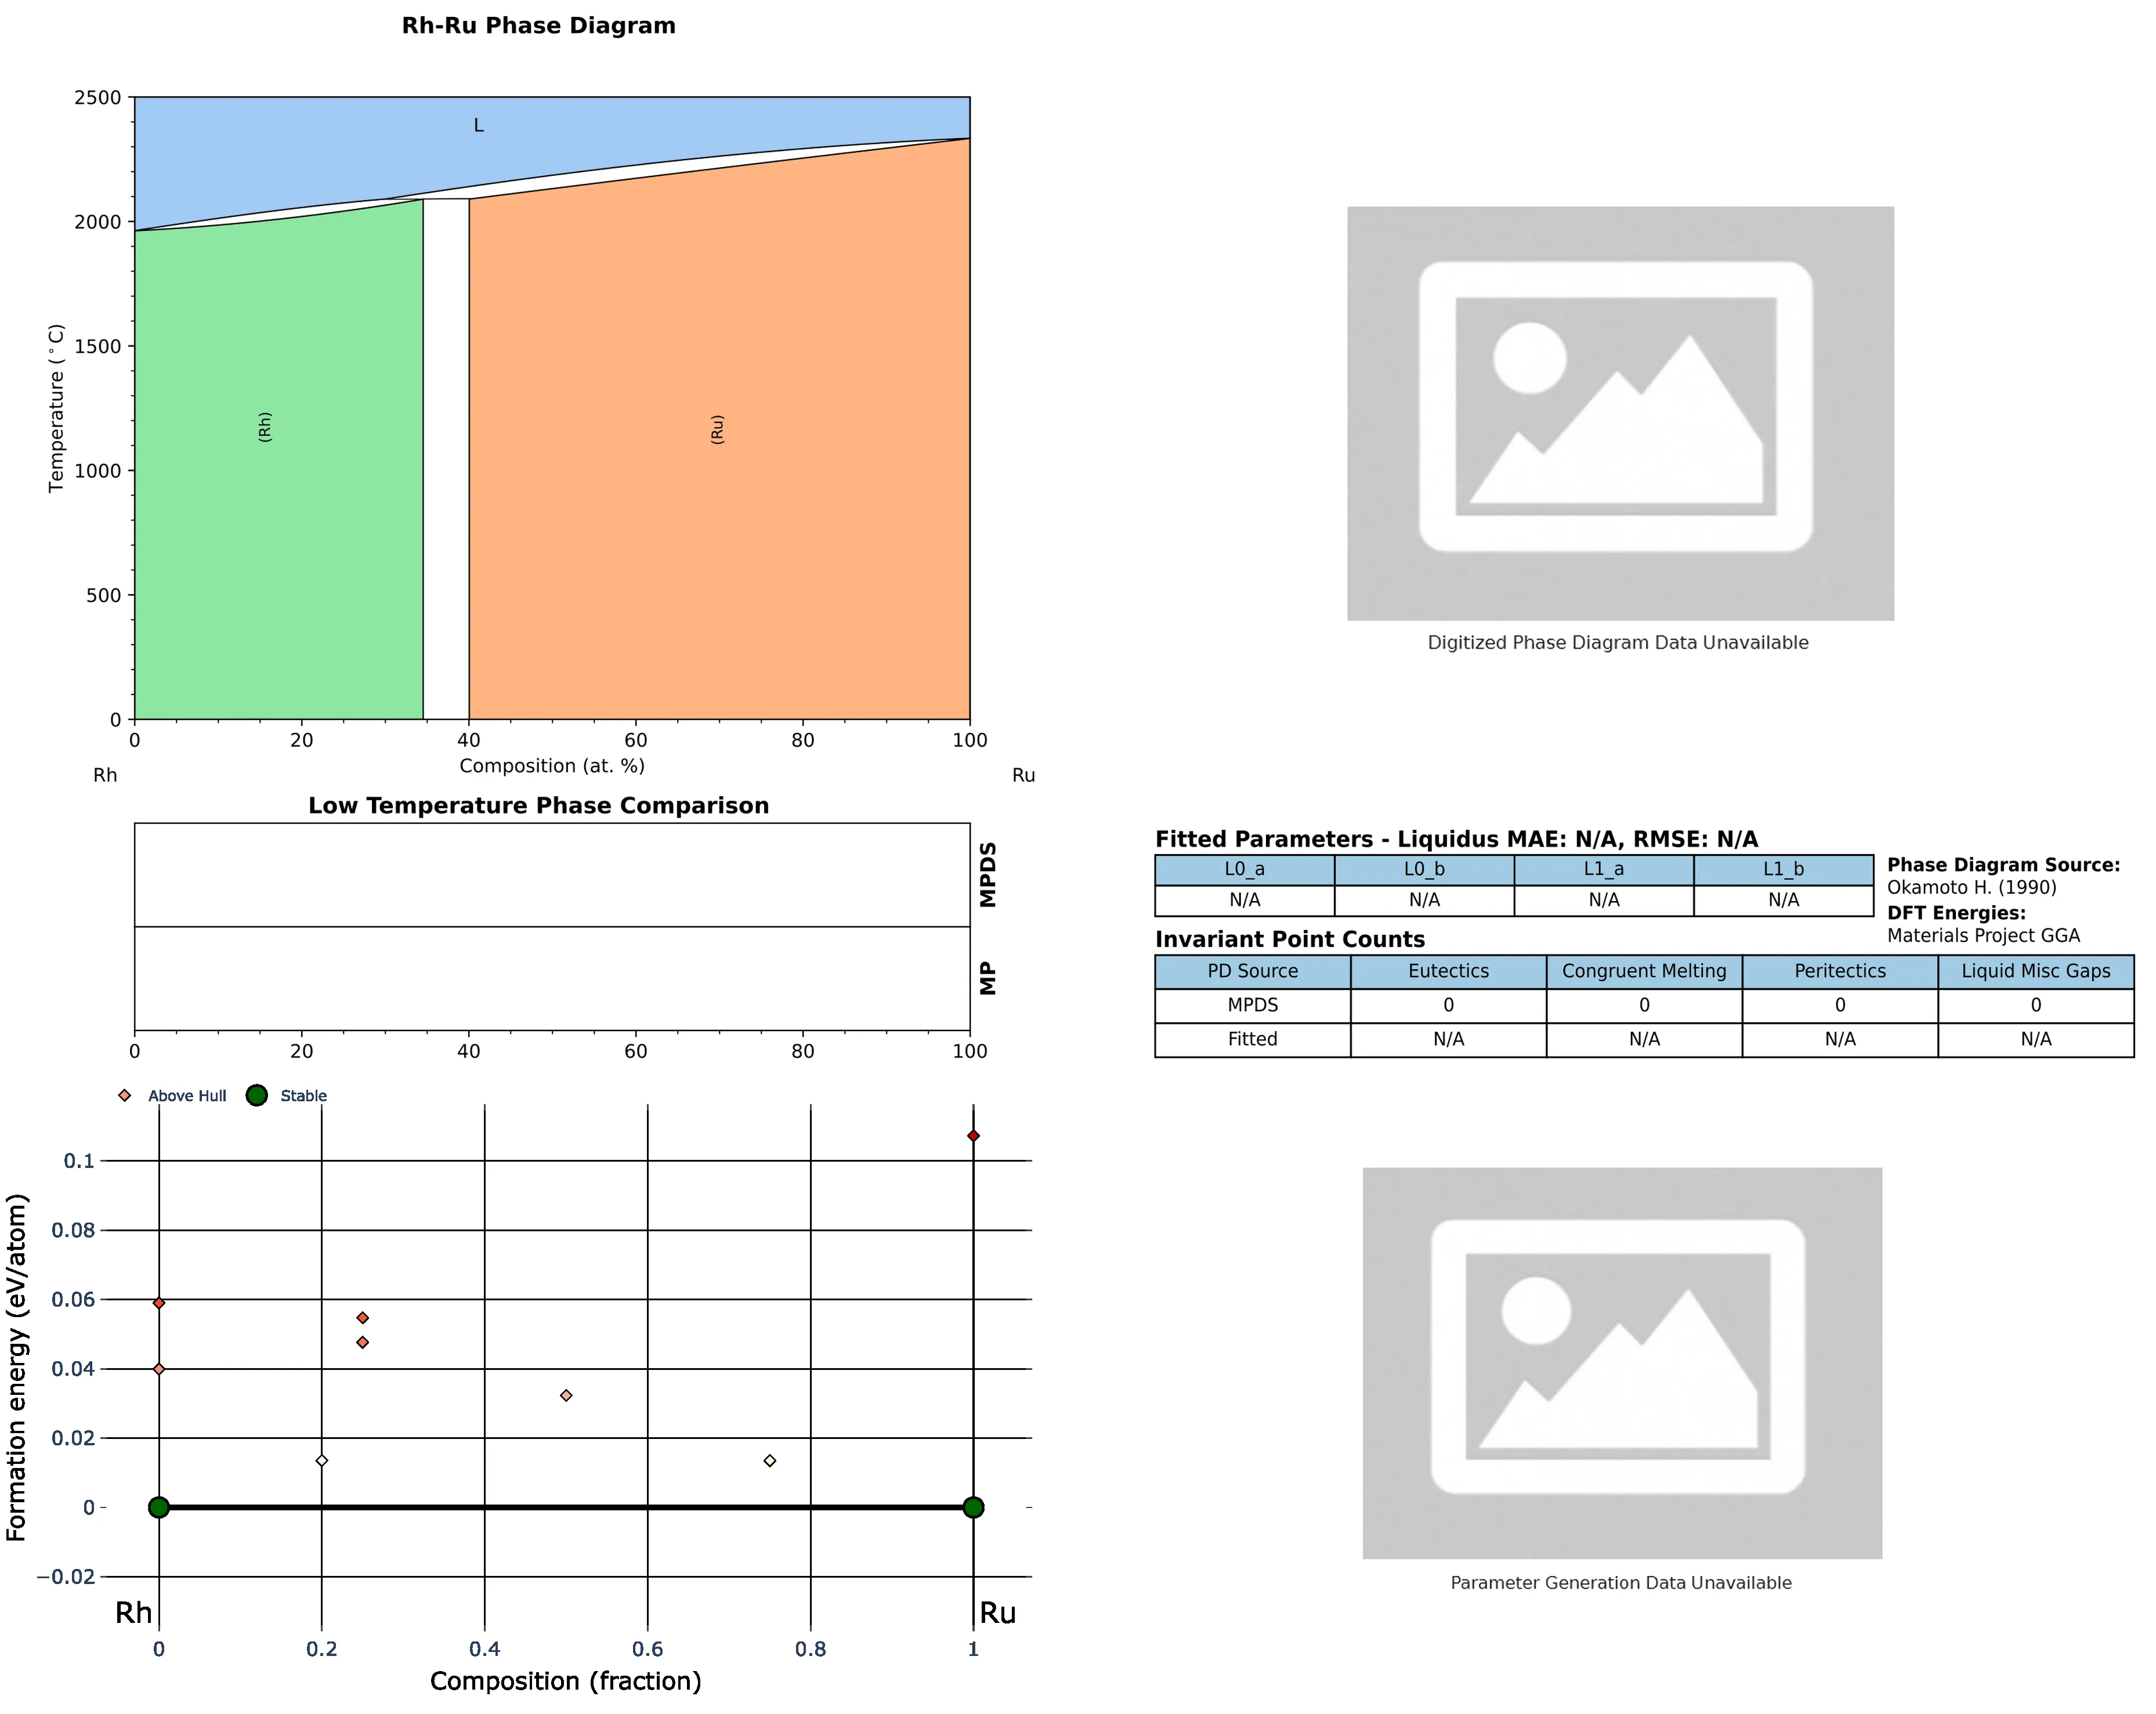 Rh-Ru Phase Diagram
2500
2000
1500
1000
500
0
Temperature (°C)
L
(Rh)
(Ru)
0 20 40 60 80 100
Composition (at. %)
Rh Ru
Digitized Phase Diagram Data Unavailable
Low Temperature Phase Comparison
MPDS
MP
0 20 40 60 80 100
Fitted Parameters - Liquidus MAE: N/A, RMSE: N/A
L0_a L0_b L1_a L1_b
N/A N/A N/A N/A
Phase Diagram Source:
Okamoto H. (1990)
DFT Energies:
Materials Project GGA
Invariant Point Counts
PD Source Eutectics Congruent Melting Peritectics Liquid Misc Gaps
MPDS 0 0 0 0
Fitted N/A N/A N/A N/A
Above Hull Stable
0.1
0.08
0.06
0.04
0.02
0
−0.02
Formation energy (eV/atom)
Rh Ru
0 0.2 0.4 0.6 0.8 1
Composition (fraction)
Parameter Generation Data Unavailable